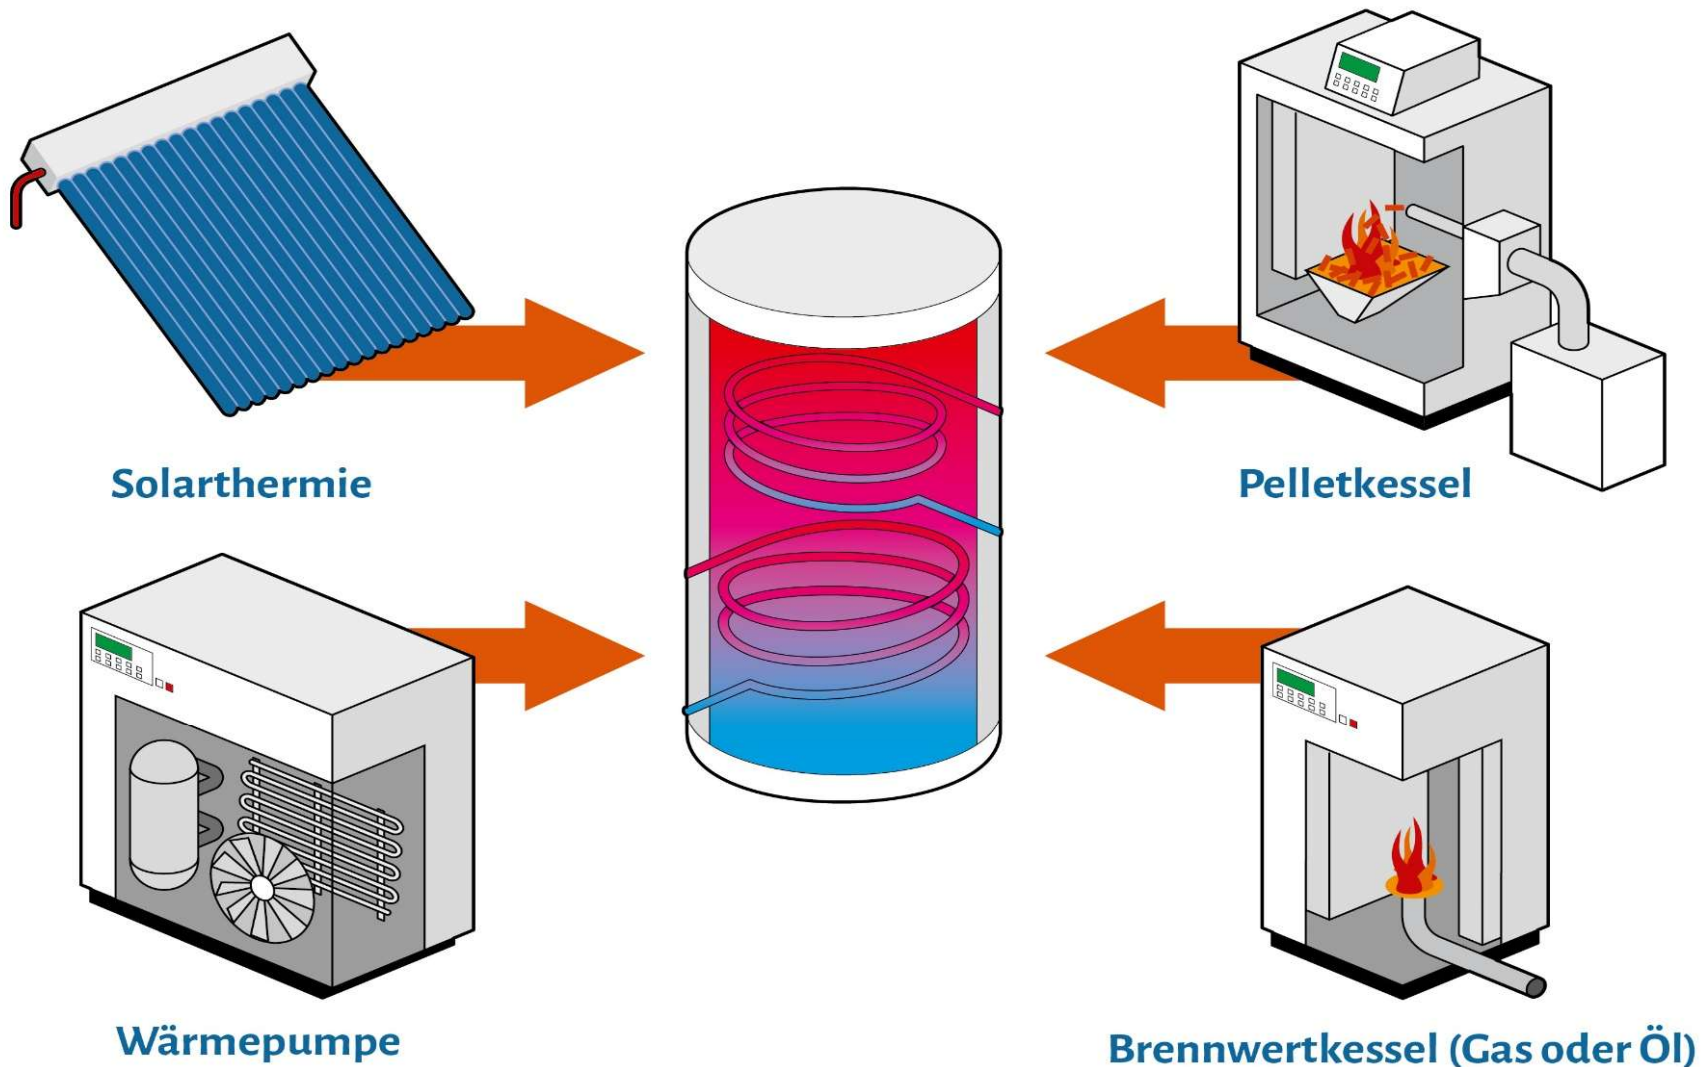 Solarthermie
Pelletkessel
Wärmepumpe
Brennwertkessel (Gas oder Öl)